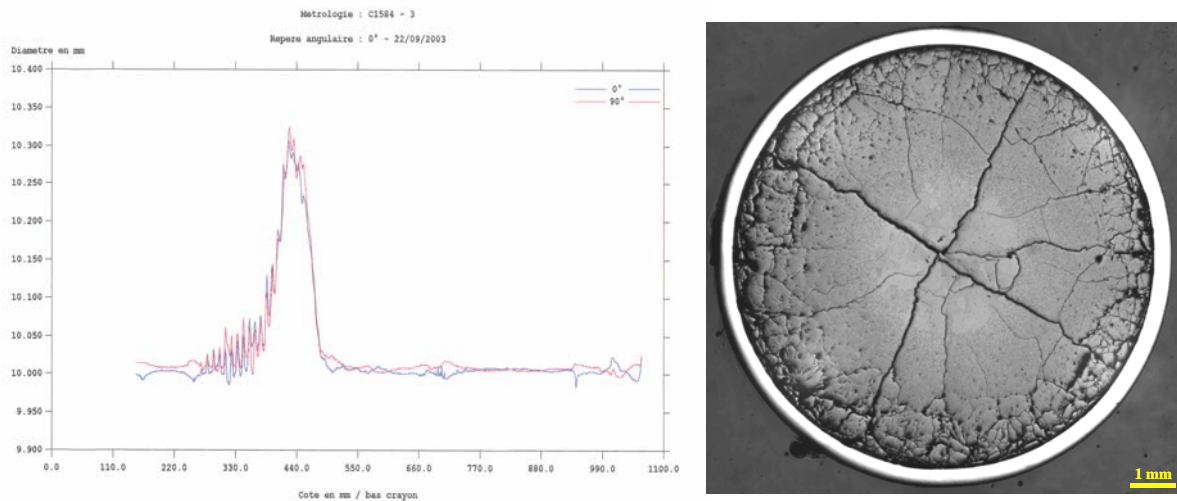 Metrologie : C1584 - 3
Repere angulaire : 0° - 22/09/2003
Diametre en mm
10.400
10.350
10.300
10.250
10.200
10.150
10.100
10.050
10.000
9.950
9.900
0°
90°
0.0 110.0 220.0 330.0 440.0 550.0 660.0 770.0 880.0 990.0 1100.0
Cote en mm / bas crayon
1 mm